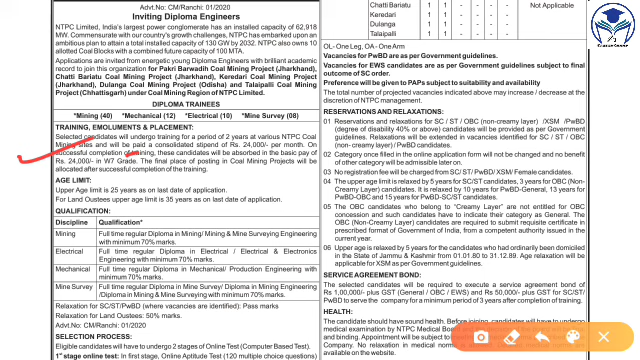 Advt.No: CM/Ranchi: 01/2020
Inviting Diploma Engineers
NTPC Limited, India's largest power conglomerate has an installed capacity of 62,918
MW. Commensurate with our country's growth challenges, NTPC has embarked upon an
ambitious plan to attain a total installed capacity of 130 GW by 2032. NTPC also owns 10
allotted Coal Blocks with a combined future capacity of 100 MTA.
Applications are invited from energetic young Diploma Engineers with brilliant academic
record to join this organization for Pakri Barwadih Coal Mining Project (Jharkhand),
Chatti Bariatu Coal Mining Project (Jharkhand), Keredari Coal Mining Project
(Jharkhand), Dulanga Coal Mining Project (Odisha) and Talaipalli Coal Mining
Project (Chhattisgarh) under Coal Mining Region of NTPC Limited.
DIPLOMA TRAINEES
*Mining (40) *Mechanical (12) *Electrical (10) *Mine Survey (08)
TRAINING, EMOLUMENTS & PLACEMENT:
Selected candidates will undergo training for a period of 2 years at various NTPC Coal
Mining sites and will be paid a consolidated stipend of Rs. 24,000/- per month. On
successful completion of training, these candidates will be absorbed in the basic pay of
Rs. 24,000/- in W7 Grade. The final place of posting in Coal Mining Projects will be
allocated after successful completion of the training.
AGE LIMIT:
Upper Age limit is 25 years as on last date of application.
For Land Oustees upper age limit is 35 years as on last date of application.
QUALIFICATION:
Discipline Qualification*
Mining Full time regular Diploma in Mining/ Mining & Mine Surveying Engineering
with minimum 70% marks.
Electrical Full time regular Diploma in Electrical / Electrical & Electronics
Engineering with minimum 70% marks.
Mechanical Full time regular Diploma in Mechanical/ Production Engineering with
minimum 70% marks.
Mine Survey Full time regular Diploma in Mine Survey/ Diploma in Mining Engineering
/Diploma in Mining & Mine Surveying with minimum 70% marks.
Relaxation for SC/ST/PwBD (where vacancies are identified): Pass marks
Relaxation for Land Oustees: 50% marks.
Advt.No: CM/Ranchi: 01/2020
SELECTION PROCESS
Eligible candidates will have to undergo 2 stages of Online Test (Computer Based Test).
1st stage online test: In first stage, Online Aptitude Test (120 multiple choice questions)
Chatti Bariatu 1 1 - - - -
Keredari 1 1 - - - -
Dulanga 1 1 - - - -
Talaipalli 1 1 - - - -
Not Applicable
OL- One Leg, OA - One Arm
Vacancies for PwBD are as per Government guidelines.
Vacancies for EWS candidates are as per Government guidelines subject to final
outcome of SC order.
Preference will be given to PAPs subject to suitability and availability
The total number of projected vacancies indicated above may increase / decrease at the
discretion of NTPC management.
RESERVATIONS AND RELAXATIONS:
01 Reservations and relaxations for SC / ST / OBC (non-creamy layer) /XSM /PwBD
(degree of disability 40% or above) candidates will be provided as per Government
guidelines. Relaxation will be extended in vacancies identified for SC / ST / OBC
(non-creamy layer) / XSM / PwBD.
02 Category once filled in the online application form will not be changed and no benefit
of other category will be admissible later on.
03 No registration fee will be charged from SC/ST/ PwBD/ XSM/ Female candidates.
04 The upper age limit is relaxed by 5 years for SC/ST candidates, 3 years for OBC (Non-
Creamy layer) candidates. It is relaxed by 10 years for PwBD-General, 13 years for
PwBD-OBC and 15 years for PwBD-SC/ST candidates.
05 The OBC candidates who belong to "Creamy Layer" are not entitled for OBC
concession and such candidates have to indicate their category as General. The
OBC (Non-Creamy Layer) candidates are required to submit requisite certificate in
prescribed format of Government of India, from a competent authority issued in the
current year.
06 Upper age is relaxed by 5 years for the candidates who had ordinarily been domiciled
in the State of Jammu & Kashmir from 01.01.80 to 31.12.89. Age relaxation will be
applicable for XSM as per Government guidelines.
SERVICE AGREEMENT BOND:
The selected candidates will be required to execute a service agreement bond of
Rs 1,00,000/- plus GST (General / OBC / EWS) and Rs 50,000/- plus GST for SC/ST/
PwBD to serve the company for a minimum period of 3 years after completion of training.
HEALTH:
The candidate should have sound health. Before joining, candidates will have to undergo
medical examination by NTPC Medical Board
and binding. Appointment will be subject to
Company. No relaxation in medical norms
available on the website.